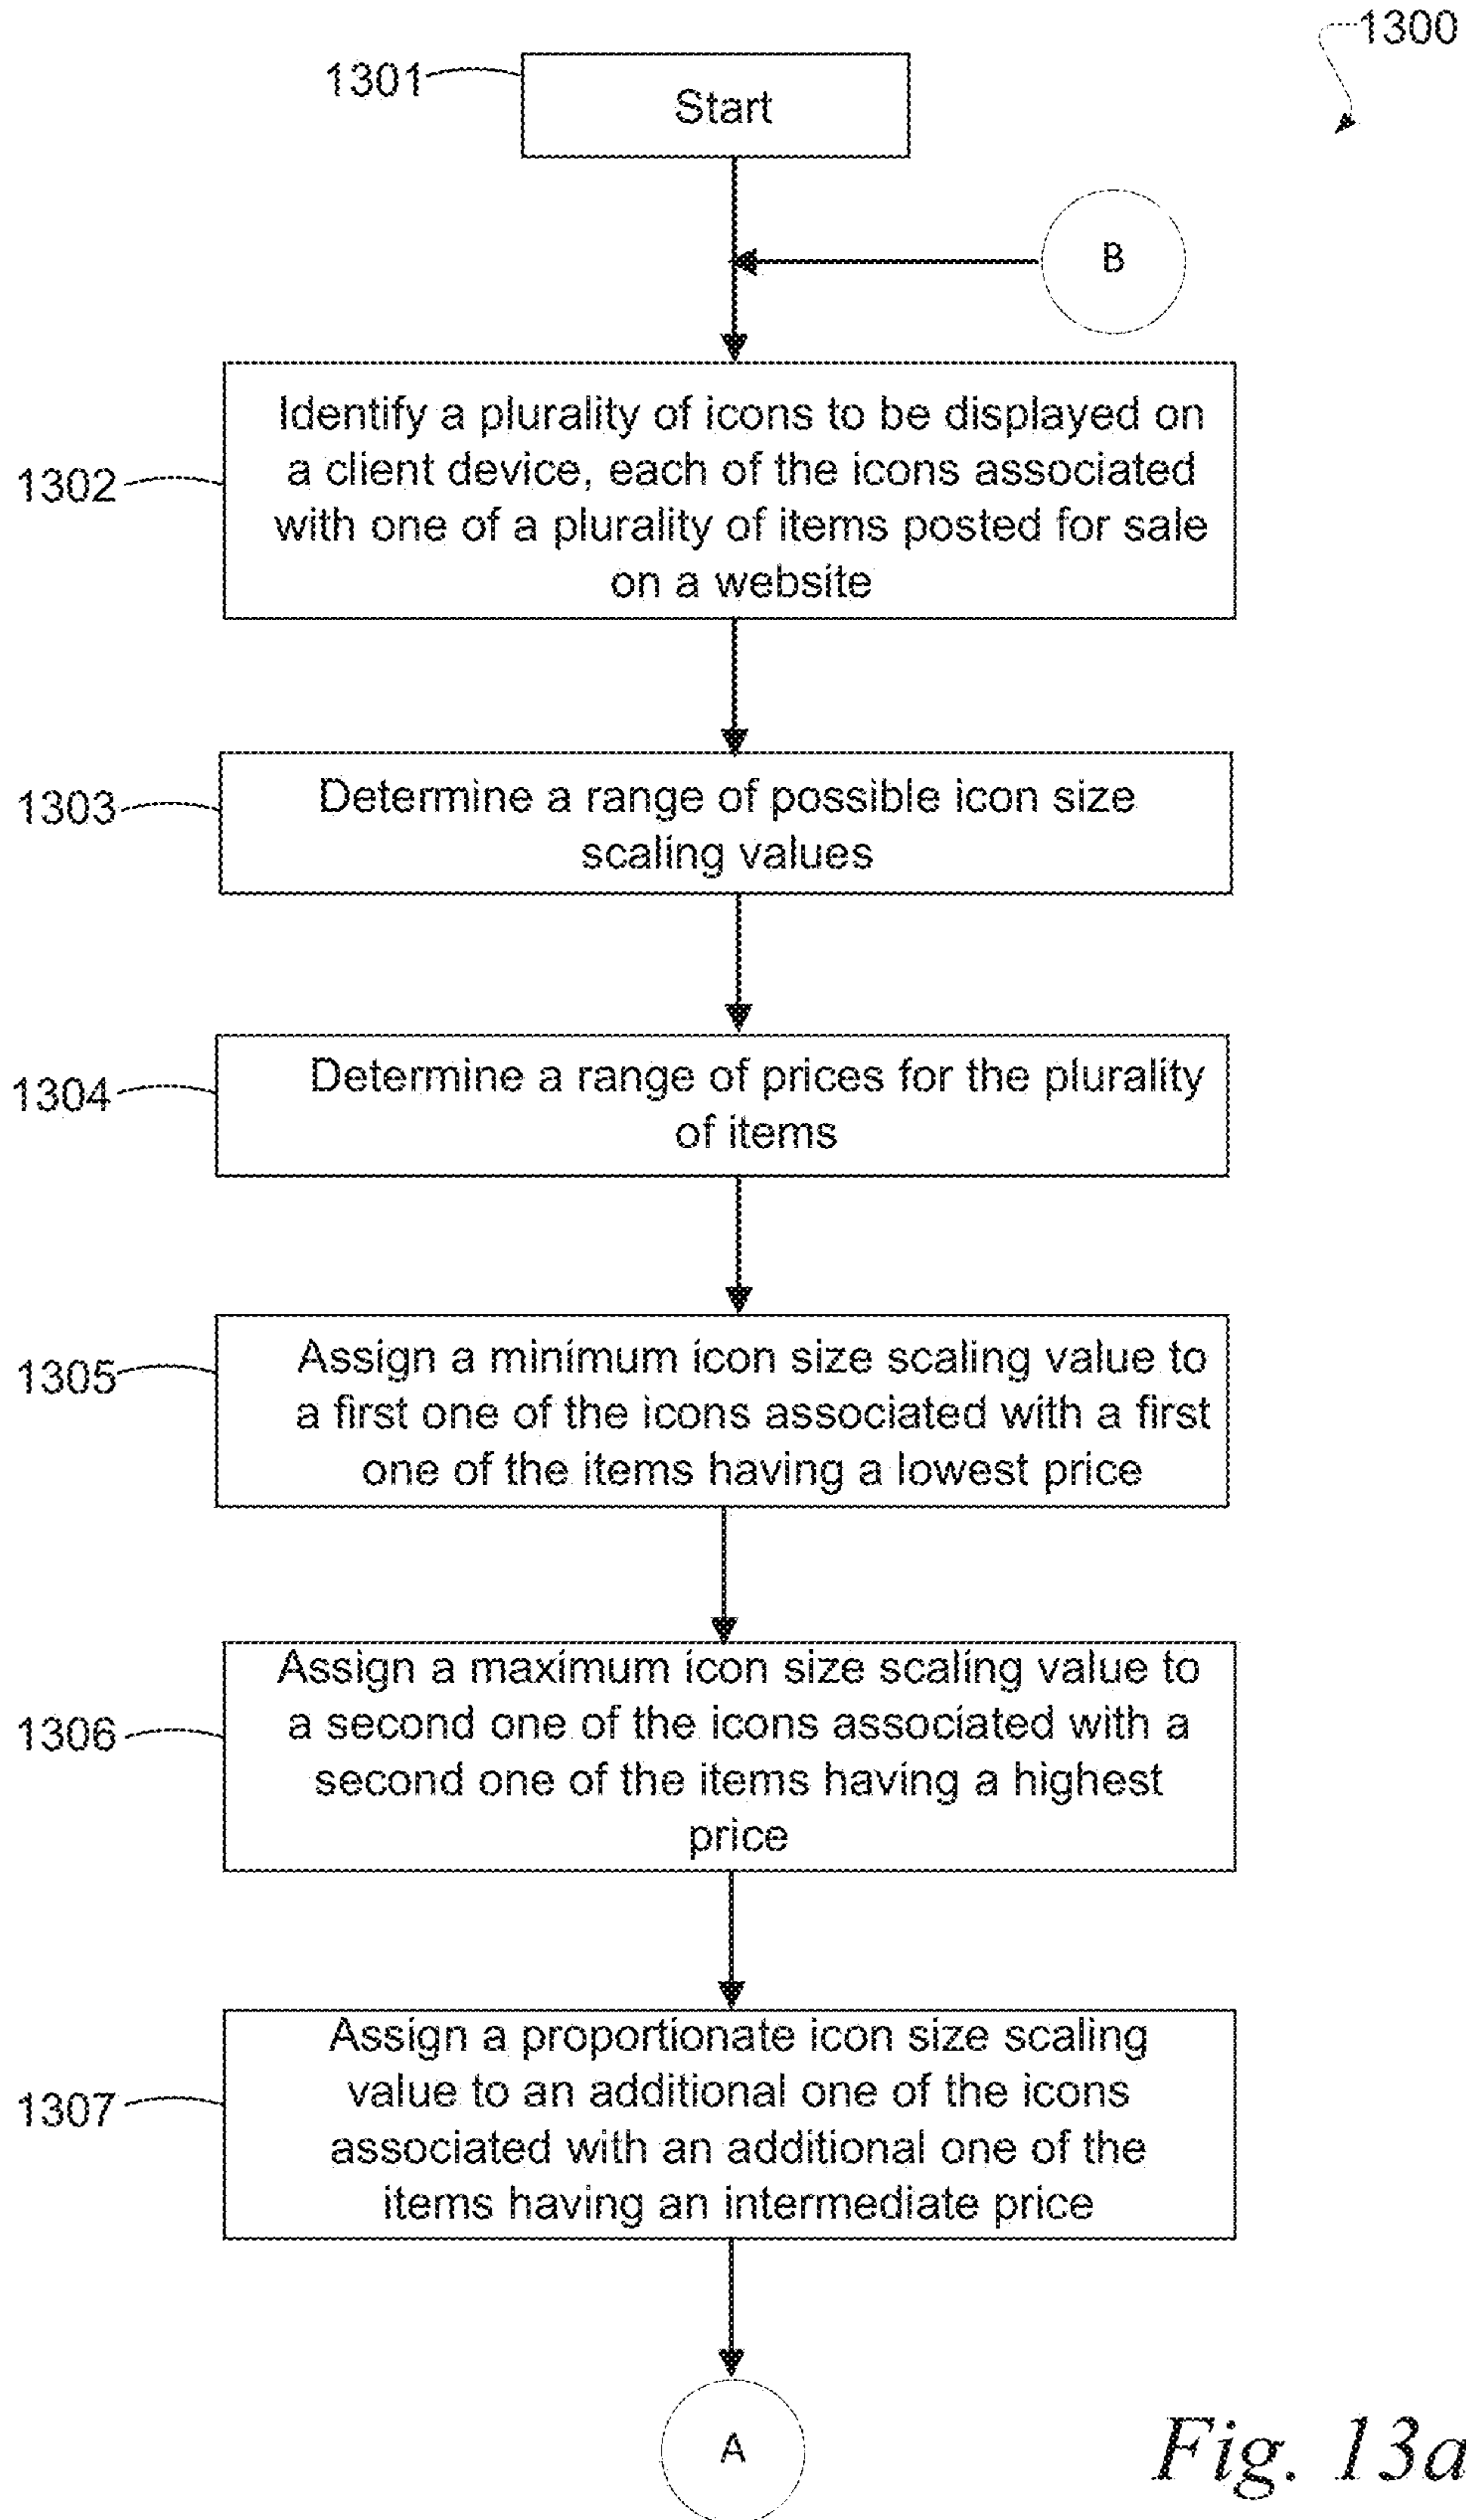 1300
1301
Start
B
1302
Identify a plurality of icons to be displayed on
a client device, each of the icons associated
with one of a plurality of items posted for sale
on a website
1303
Determine a range of possible icon size
scaling values
1304
Determine a range of prices for the plurality
of items
1305
Assign a minimum icon size scaling value to
a first one of the icons associated with a first
one of the items having a lowest price
1306
Assign a maximum icon size scaling value to
a second one of the icons associated with a
second one of the items having a highest
price
1307
Assign a proportionate icon size scaling
value to an additional one of the icons
associated with an additional one of the
items having an intermediate price
A
Fig. 13a